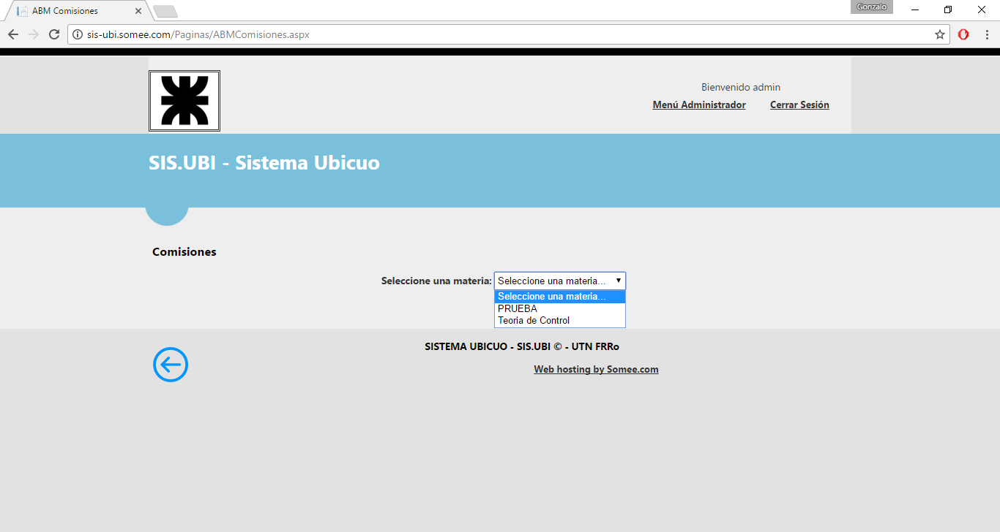 ABM Comisiones
Gonzalo
sis-ubi.somee.com/Paginas/ABMComisiones.aspx
Bienvenido admin
Menú Administrador Cerrar Sesión
SIS.UBI - Sistema Ubicuo
Comisiones
Seleccione una materia: Seleccione una materia...
Seleccione una materia...
PRUEBA
Teoria de Control
SISTEMA UBICUO - SIS.UBI © - UTN FRRo
Web hosting by Somee.com